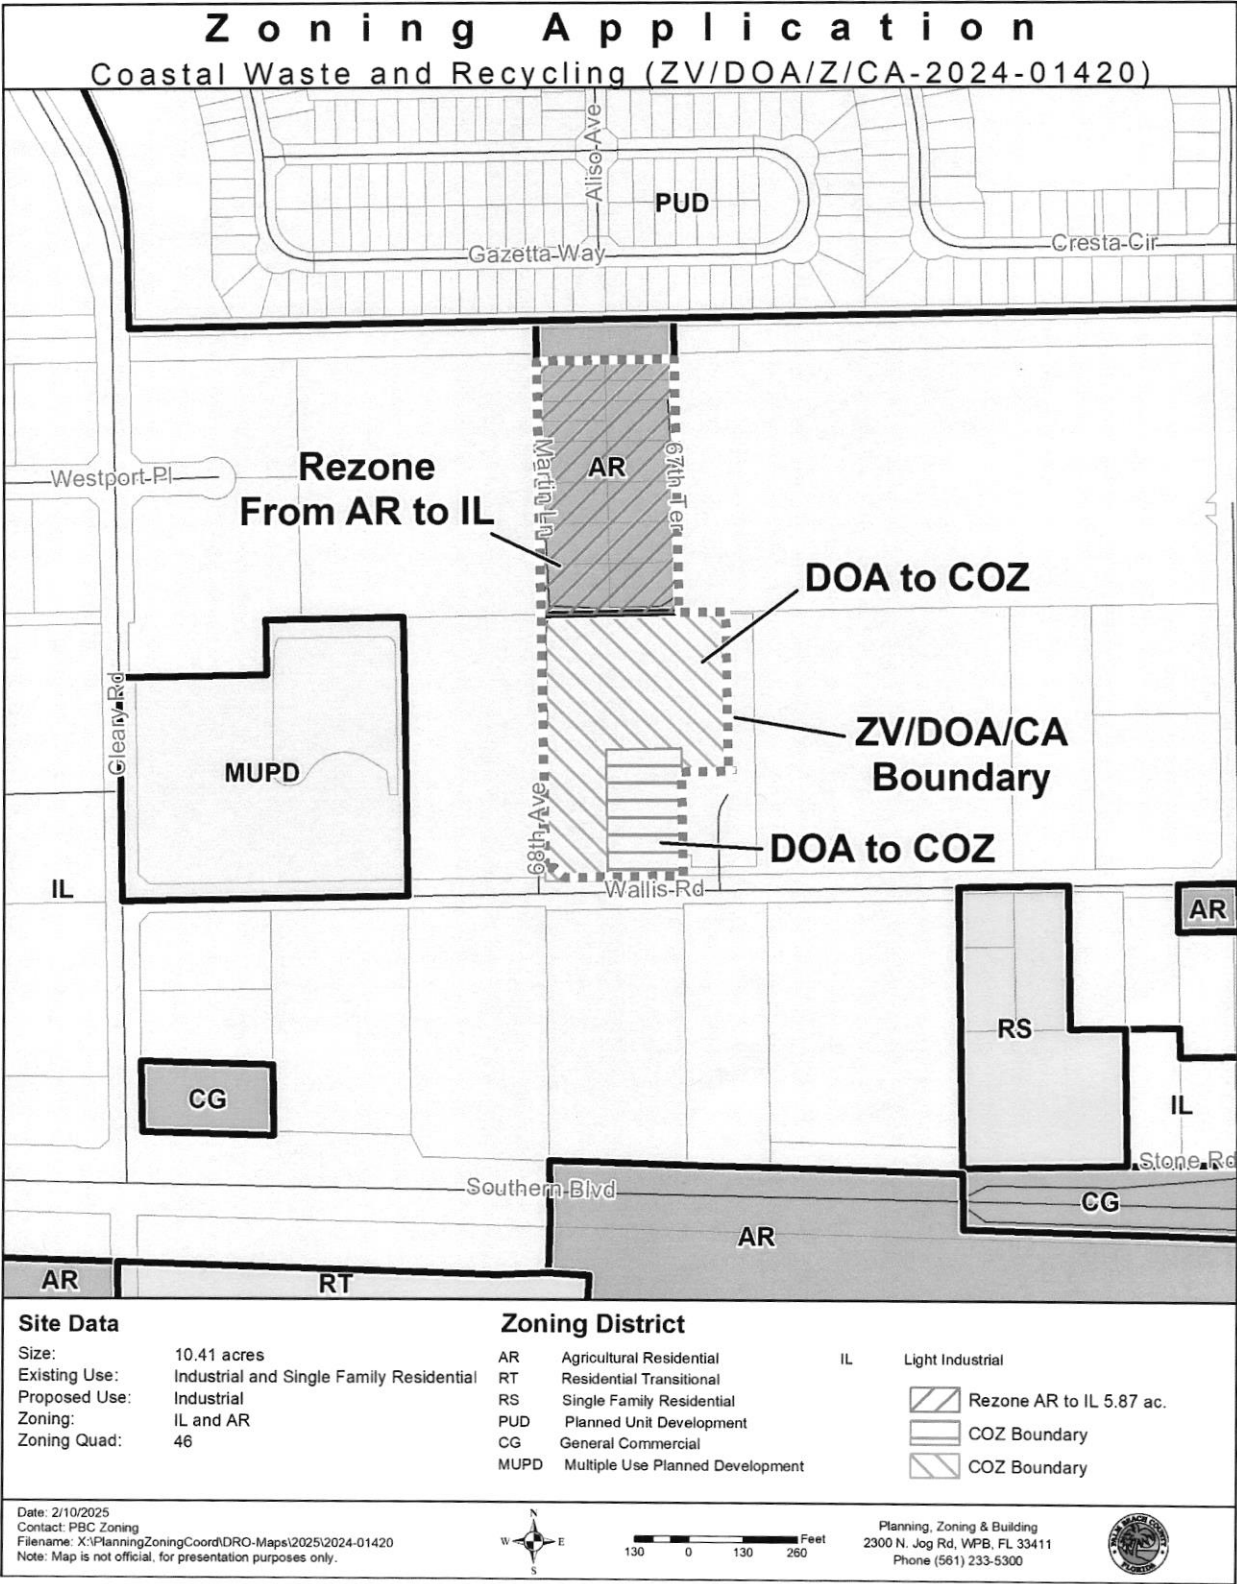 Zoning Application
Coastal Waste and Recycling (ZV/DOA/Z/CA-2024-01420)
Aliso Ave
PUD
Gazetta Way
Cresta Cir
Westport Pl
Rezone
From AR to IL
Martin Ln
AR
67th Ter
DOA to COZ
ZV/DOA/CA
Boundary
Cleary Rd
MUPD
68th Ave
DOA to COZ
Wallis Rd
IL
AR
RS
CG
IL
Stone Rd
Southern Blvd
CG
AR
AR
RT
Site Data
Size: 10.41 acres
Existing Use: Industrial and Single Family Residential
Proposed Use: Industrial
Zoning: IL and AR
Zoning Quad: 46
Zoning District
AR Agricultural Residential
RT Residential Transitional
RS Single Family Residential
PUD Planned Unit Development
CG General Commercial
MUPD Multiple Use Planned Development
IL Light Industrial
Rezone AR to IL 5.87 ac.
COZ Boundary
COZ Boundary
Date: 2/10/2025
Contact: PBC Zoning
Filename: X:\PlanningZoningCoord\DRO-Maps\2025\2024-01420
Note: Map is not official, for presentation purposes only.
N
W E
S
Feet
130 0 130 260
Planning, Zoning & Building
2300 N. Jog Rd, WPB, FL 33411
Phone (561) 233-5300
PALM BEACH COUNTY
FLORIDA